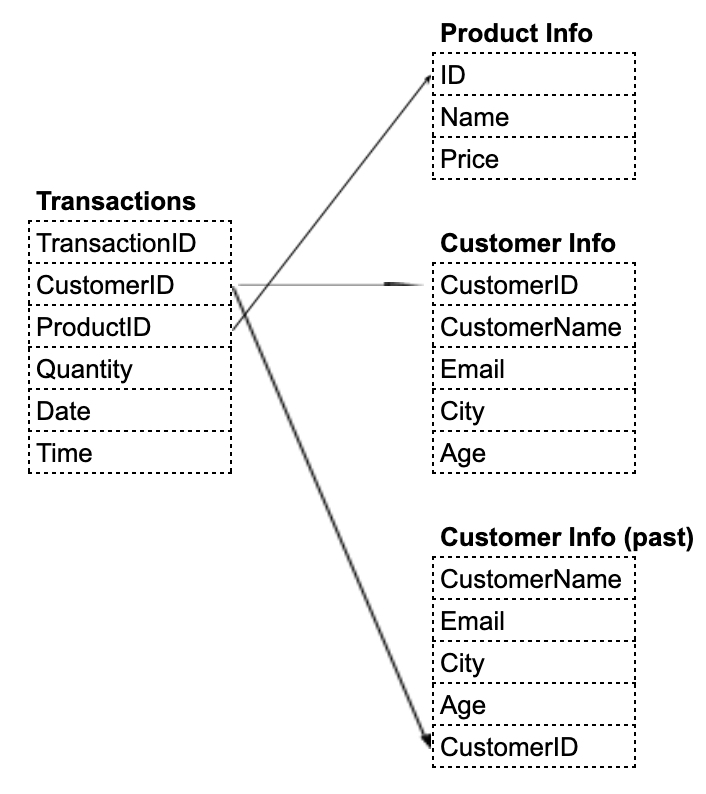 Product Info
ID
Name
Price
Transactions
TransactionID
CustomerID
ProductID
Quantity
Date
Time
Customer Info
CustomerID
CustomerName
Email
City
Age
Customer Info (past)
CustomerName
Email
City
Age
CustomerID